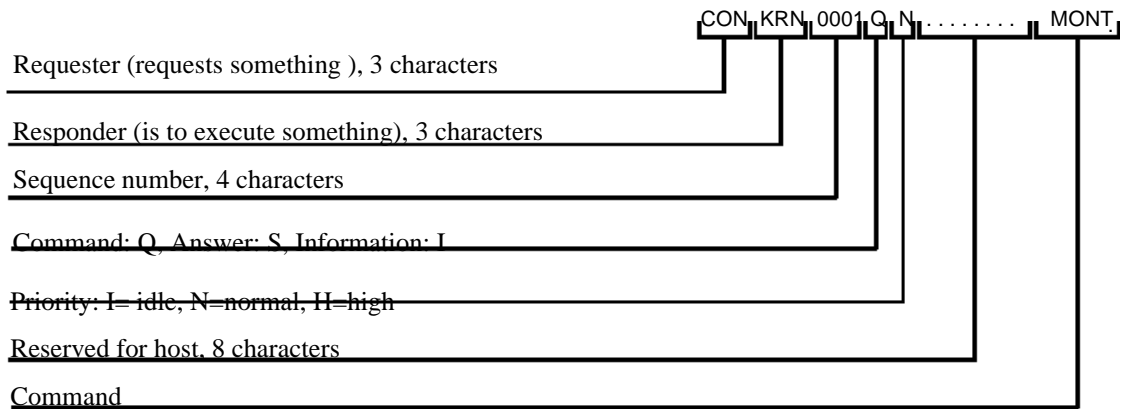 CON KRN 0001 Q N ........ MONT.
Requester (requests something ), 3 characters
Responder (is to execute something), 3 characters
Sequence number, 4 characters
Command: Q, Answer: S, Information: I
Priority: I= idle, N=normal, H=high
Reserved for host, 8 characters
Command